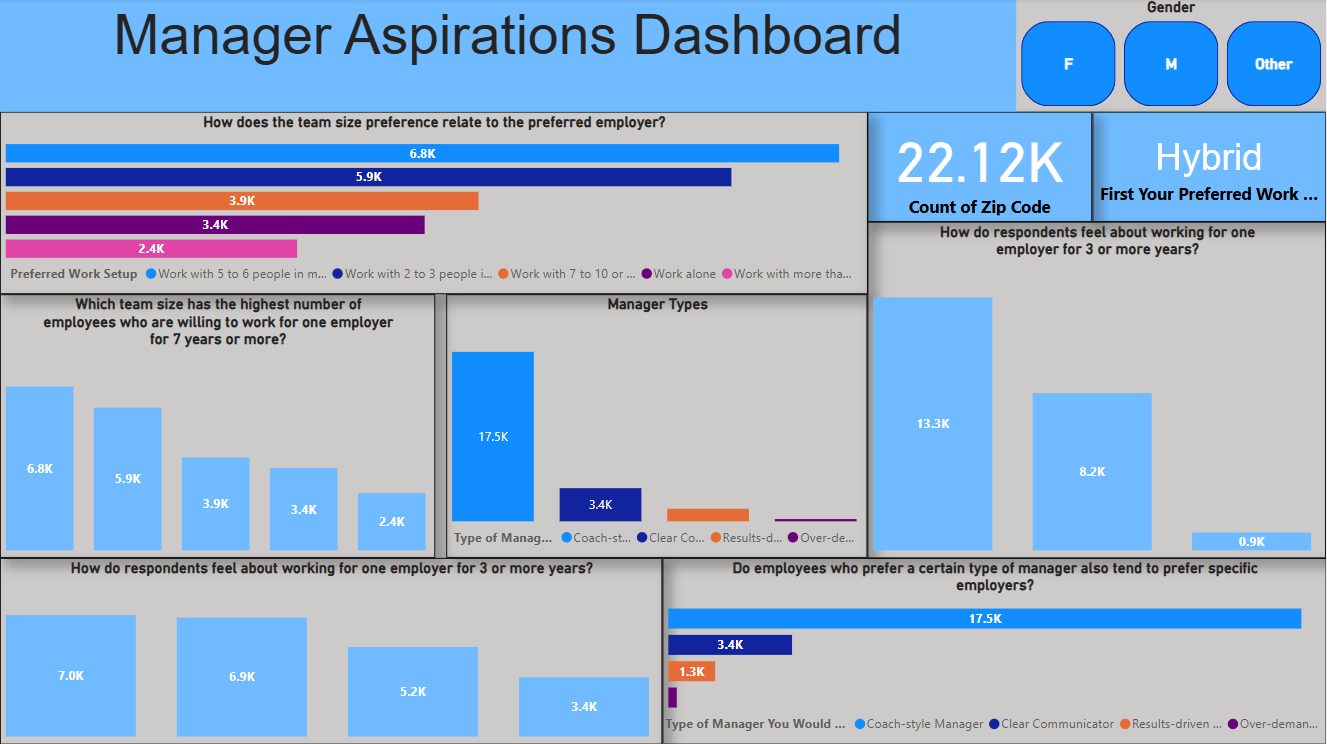 Manager Aspirations Dashboard
Gender
F
M
Other
How does the team size preference relate to the preferred employer?
6.8K
5.9K
3.9K
3.4K
2.4K
Preferred Work Setup Work with 5 to 6 people in m... Work with 2 to 3 people i... Work with 7 to 10 or ... Work alone Work with more tha...
22.12K
Count of Zip Code
Hybrid
First Your Preferred Work ...
How do respondents feel about working for one
employer for 3 or more years?
13.3K
8.2K
0.9K
Which team size has the highest number of
employees who are willing to work for one employer
for 7 years or more?
6.8K
5.9K
3.9K
3.4K
2.4K
Manager Types
17.5K
3.4K
Type of Manag... Coach-st... Clear Co... Results-d... Over-de...
How do respondents feel about working for one employer for 3 or more years?
7.0K
6.9K
5.2K
3.4K
Do employees who prefer a certain type of manager also tend to prefer specific
employers?
17.5K
3.4K
1.3K
Type of Manager You Would ... Coach-style Manager Clear Communicator Results-driven ... Over-deman...